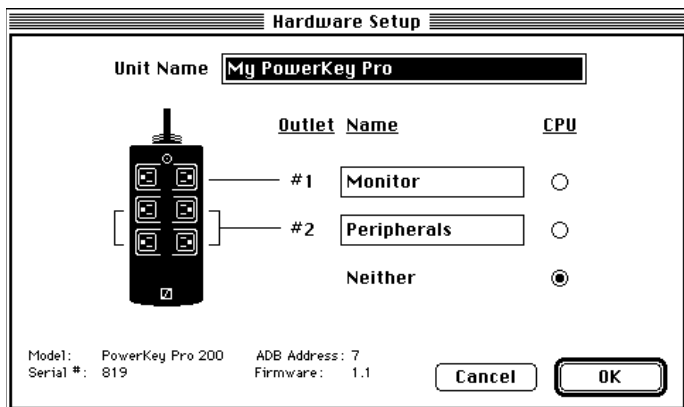 Hardware Setup
Unit Name My PowerKey Pro
Outlet Name CPU
#1 Monitor
#2 Peripherals
Neither
Model: PowerKey Pro 200 ADB Address: 7
Serial #: 819 Firmware: 1.1
Cancel OK